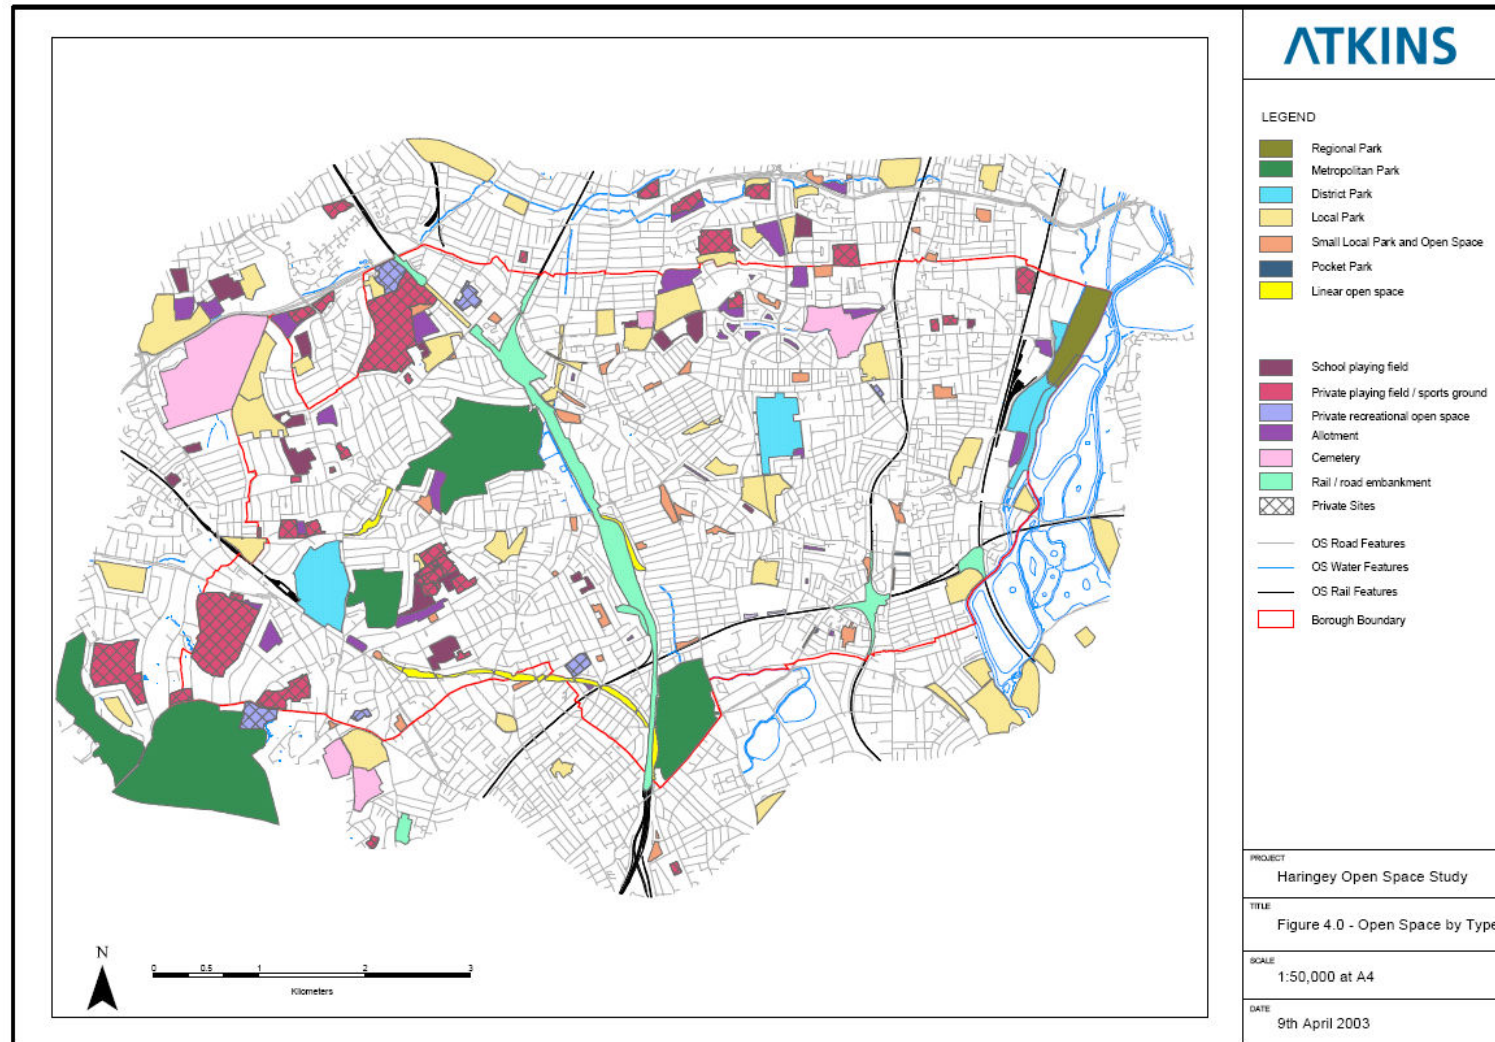 ATKINS
LEGEND
Regional Park
Metropolitan Park
District Park
Local Park
Small Local Park and Open Space
Pocket Park
Linear open space
School playing field
Private playing field / sports ground
Private recreational open space
Allotment
Cemetery
Rail / road embankment
Private Sites
OS Road Features
OS Water Features
OS Rail Features
Borough Boundary
PROJECT
Haringey Open Space Study
TITLE
Figure 4.0 - Open Space by Type
SCALE
1:50,000 at A4
DATE
9th April 2003
N
0 0.5 1 2 3
Kilometers